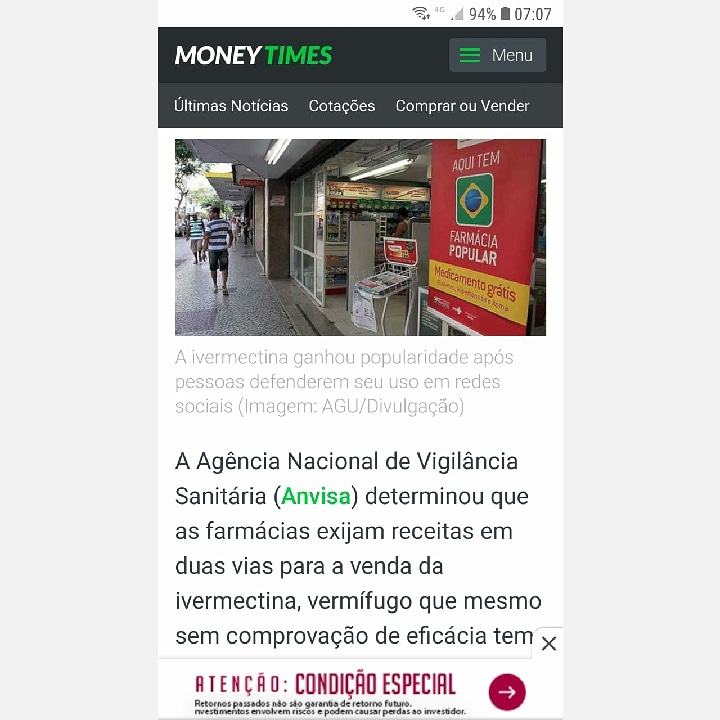 4G 94% 07:07
MONEY TIMES
Menu
Últimas Notícias Cotações Comprar ou Vender
AQUI TEM
FARMÁCIA
POPULAR
Medicamento grátis
A ivermectina ganhou popularidade após
pessoas defenderem seu uso em redes
sociais (Imagem: AGU/Divulgação)
A Agência Nacional de Vigilância
Sanitária (Anvisa) determinou que
as farmácias exijam receitas em
duas vias para a venda da
ivermectina, vermífugo que mesmo
sem comprovação de eficácia tem
ATENÇÃO: CONDIÇÃO ESPECIAL
Retornos passados não são garantia de retorno futuro.
nvestimentos envolvem riscos e podem causar perdas ao investidor.